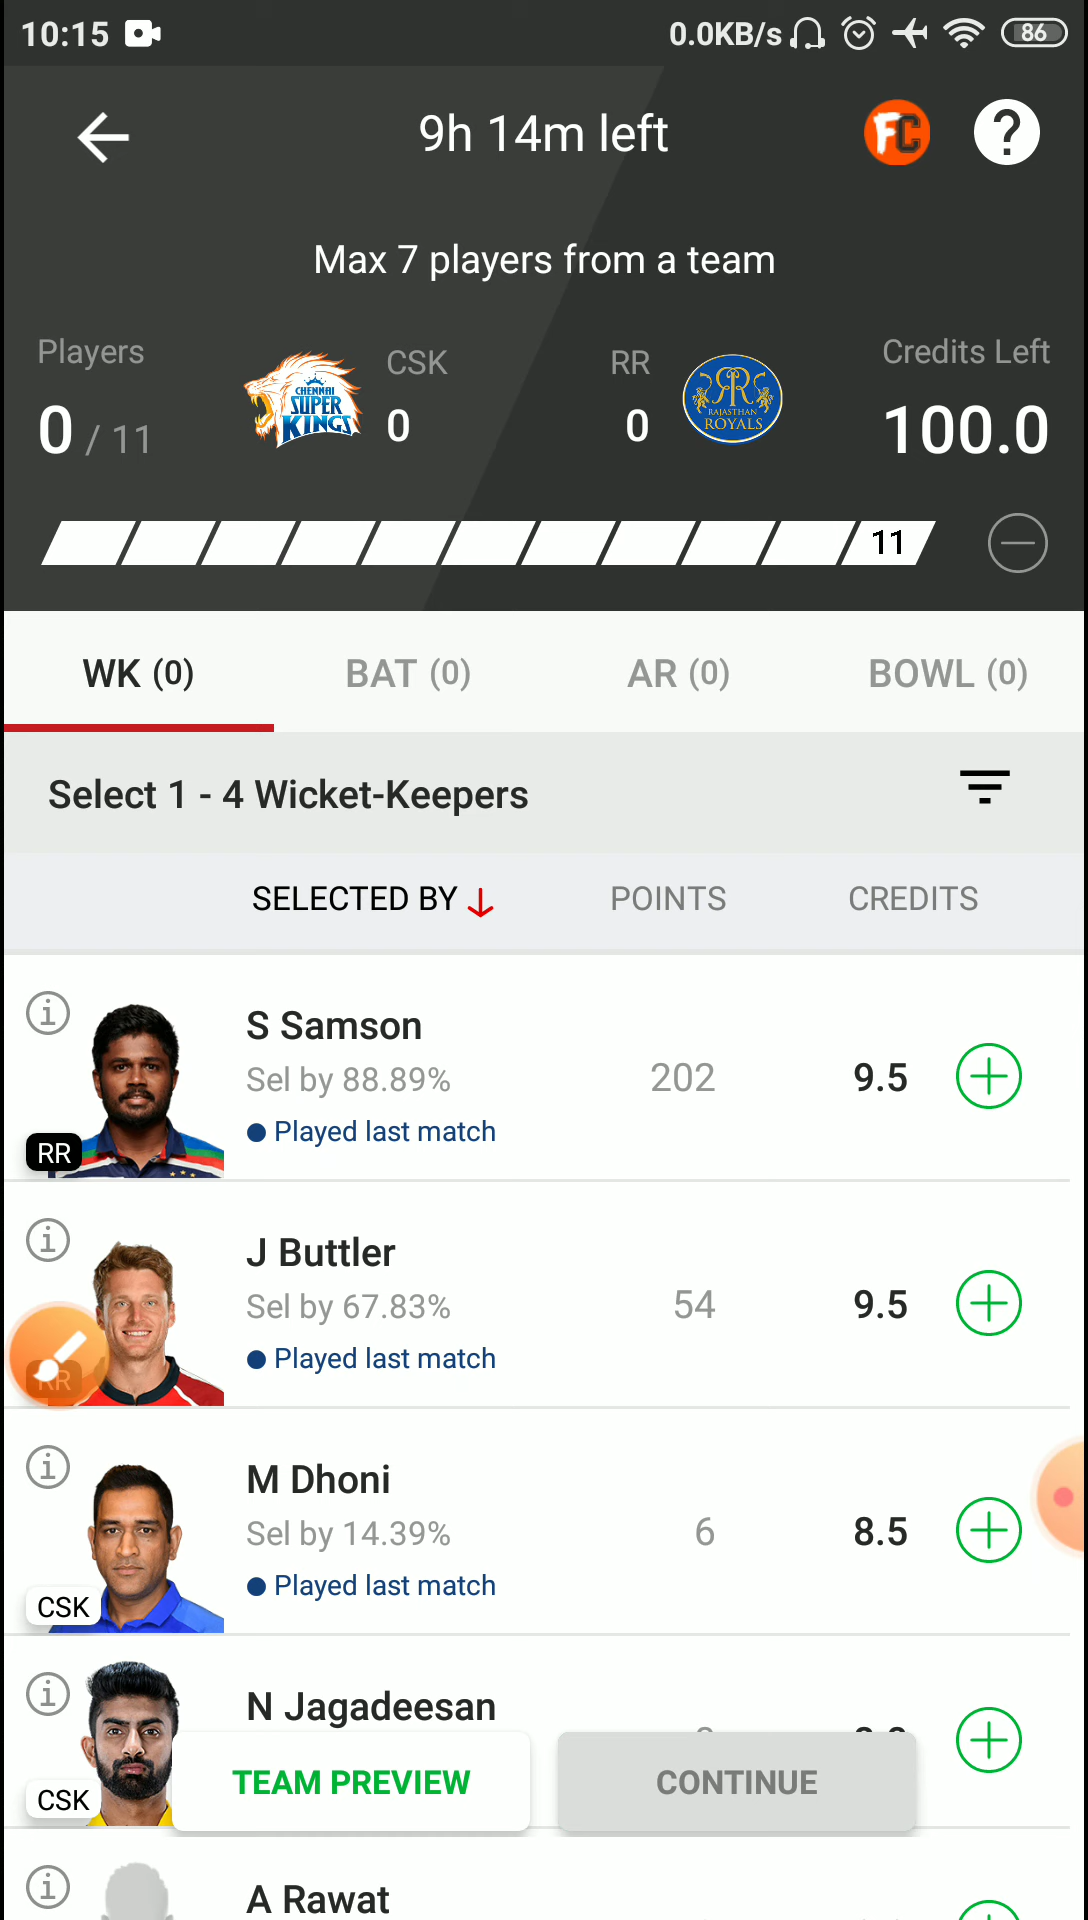 10:15 0.0KB/s 86
9h 14m left FC ?
Max 7 players from a team
Players CSK RR Credits Left
CHENNAI SUPER KINGS
RR RAJASTHAN ROYALS
0 / 11 0 0 100.0
11
WK (0) BAT (0) AR (0) BOWL (0)
Select 1 - 4 Wicket-Keepers
SELECTED BY POINTS CREDITS
S Samson
Sel by 88.89% 202 9.5
Played last match
RR
J Buttler
Sel by 67.83% 54 9.5
Played last match
RR
M Dhoni
Sel by 14.39% 6 8.5
Played last match
CSK
N Jagadeesan
TEAM PREVIEW CONTINUE
CSK
A Rawat